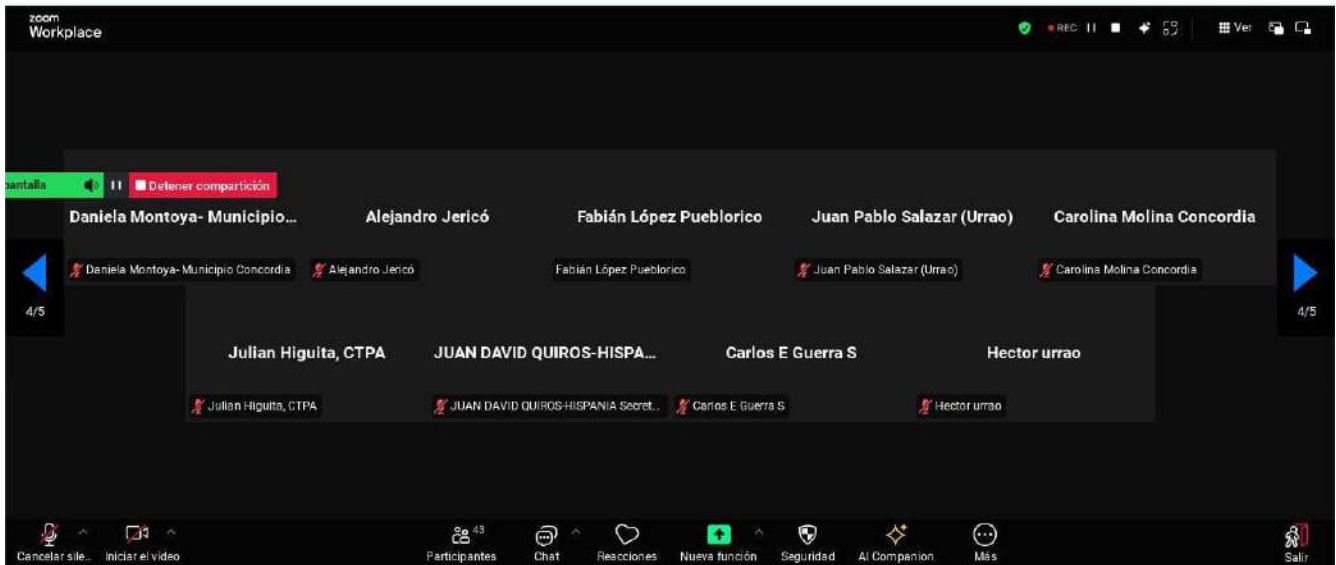 zoom
Workplace
REC
Ver
pantalla
Detener compartición
Daniela Montoya- Municipio...
Alejandro Jericó
Fabián López Pueblorico
Juan Pablo Salazar (Urrao)
Carolina Molina Concordia
Daniela Montoya- Municipio Concordia
Alejandro Jericó
Fabián López Pueblorico
Juan Pablo Salazar (Urrao)
Carolina Molina Concordia
4/5
4/5
Julian Higuita, CTPA
JUAN DAVID QUIROS-HISPA...
Carlos E Guerra S
Hector urrao
Julian Higuita, CTPA
JUAN DAVID QUIROS-HISPANIA Secret...
Carlos E Guerra S
Hector urrao
43
Cancelar sile...
Iniciar el video
Participantes
Chat
Reacciones
Nueva función
Seguridad
AI Companion
Más
Salir